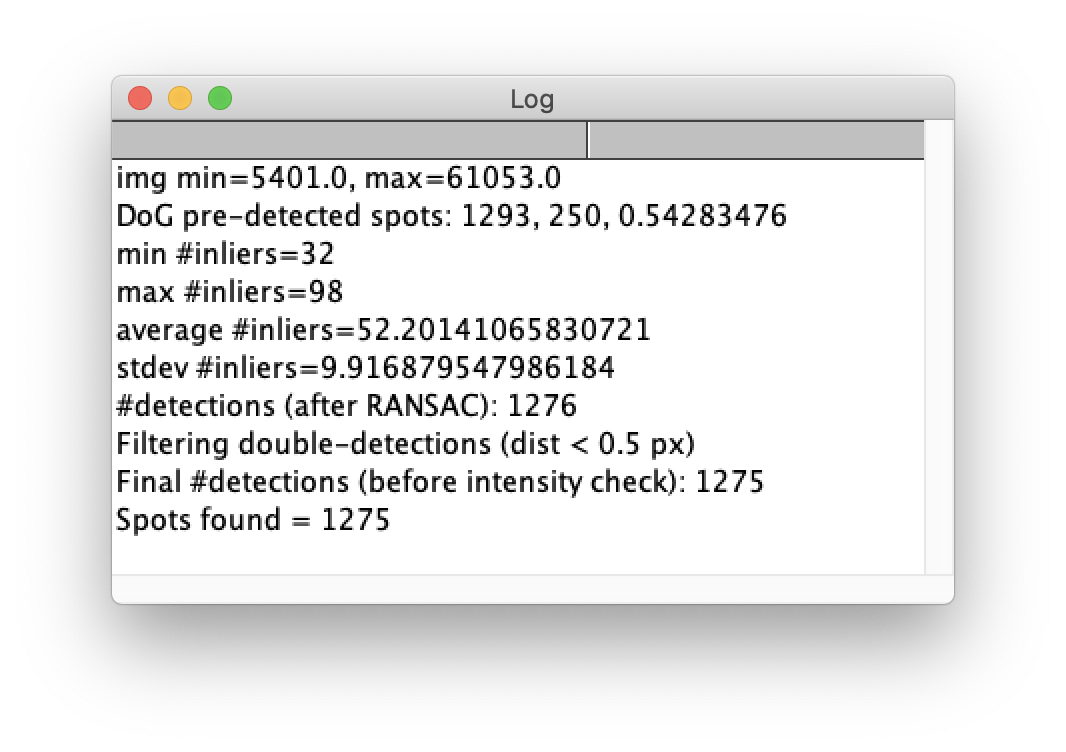 Log
img min=5401.0, max=61053.0
DoG pre-detected spots: 1293, 250, 0.54283476
min #inliers=32
max #inliers=98
average #inliers=52.20141065830721
stdev #inliers=9.916879547986184
#detections (after RANSAC): 1276
Filtering double-detections (dist < 0.5 px)
Final #detections (before intensity check): 1275
Spots found = 1275